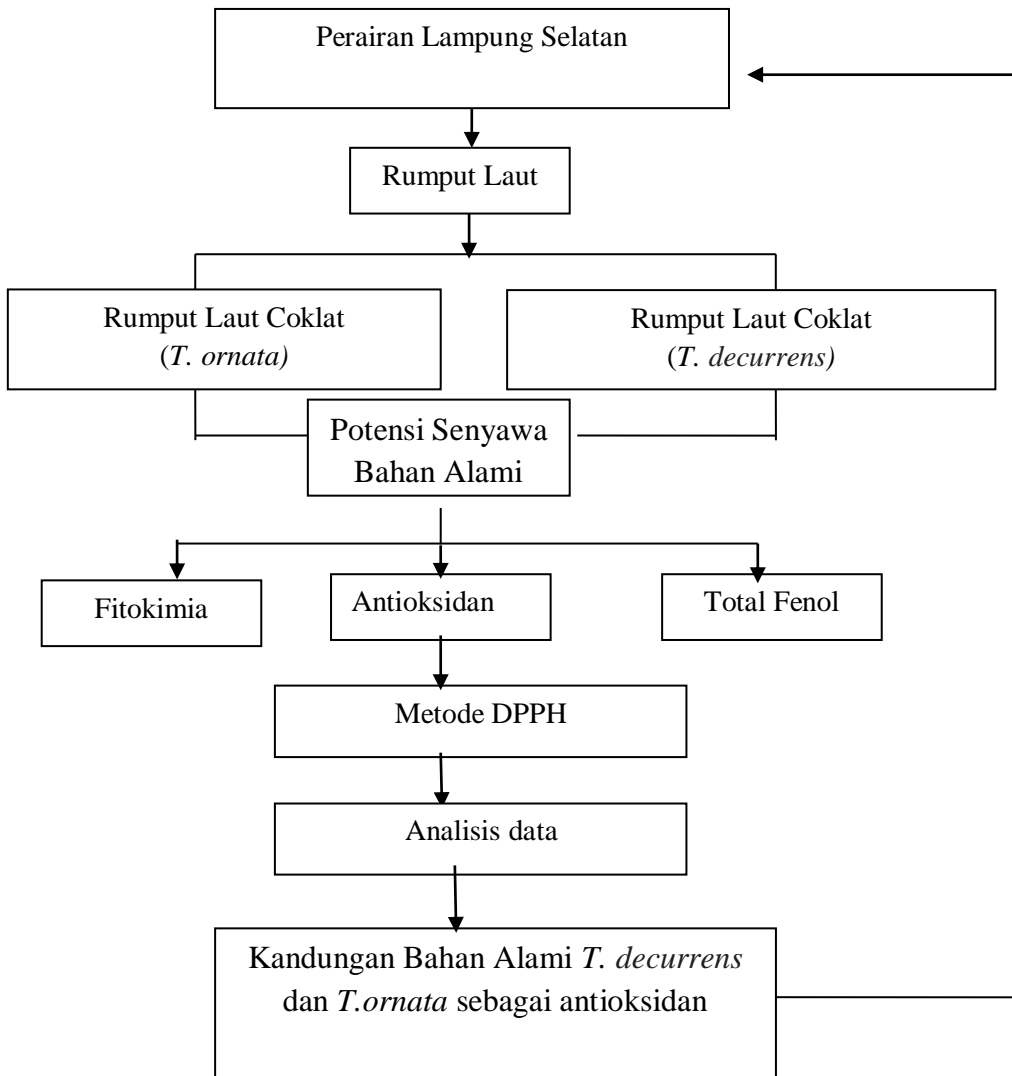 Perairan Lampung Selatan
Rumput Laut
Rumput Laut Coklat
(T. ornata)
Rumput Laut Coklat
(T. decurrens)
Potensi Senyawa
Bahan Alami
Fitokimia
Antioksidan
Total Fenol
Metode DPPH
Analisis data
Kandungan Bahan Alami T. decurrens
dan T.ornata sebagai antioksidan